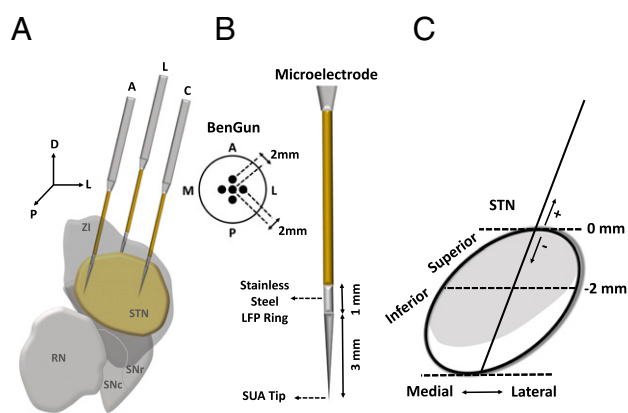 A
B
C
A
L
C
D
L
P
ZI
STN
RN
SNr
SNc
Microelectrode
BenGun
A
M
L
P
2mm
2mm
Stainless
Steel
LFP Ring
1 mm
3 mm
SUA Tip
STN
+
-
0 mm
Superior
Inferior
-2 mm
Medial
Lateral